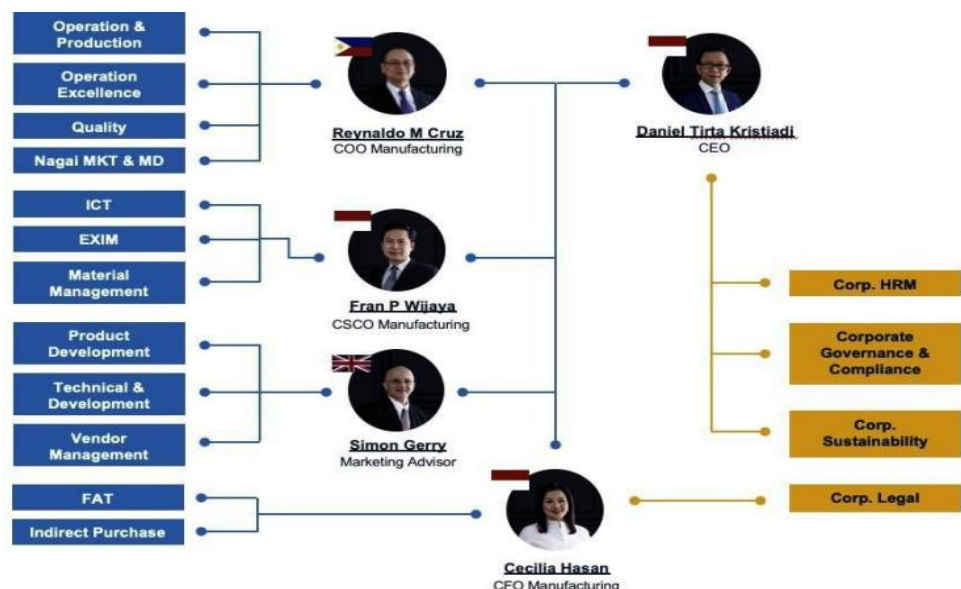 Operation &
Production
Operation
Excellence
Quality
Nagai MKT & MD
Reynaldo M Cruz
COO Manufacturing
Daniel Tirta Kristiadi
CEO
ICT
EXIM
Material
Management
Fran P Wijaya
CSCO Manufacturing
Corp. HRM
Corporate
Governance &
Compliance
Corp.
Sustainability
Product
Development
Technical &
Development
Vendor
Management
Simon Gerry
Marketing Advisor
FAT
Indirect Purchase
Corp. Legal
Cecilia Hasan
CFO Manufacturing